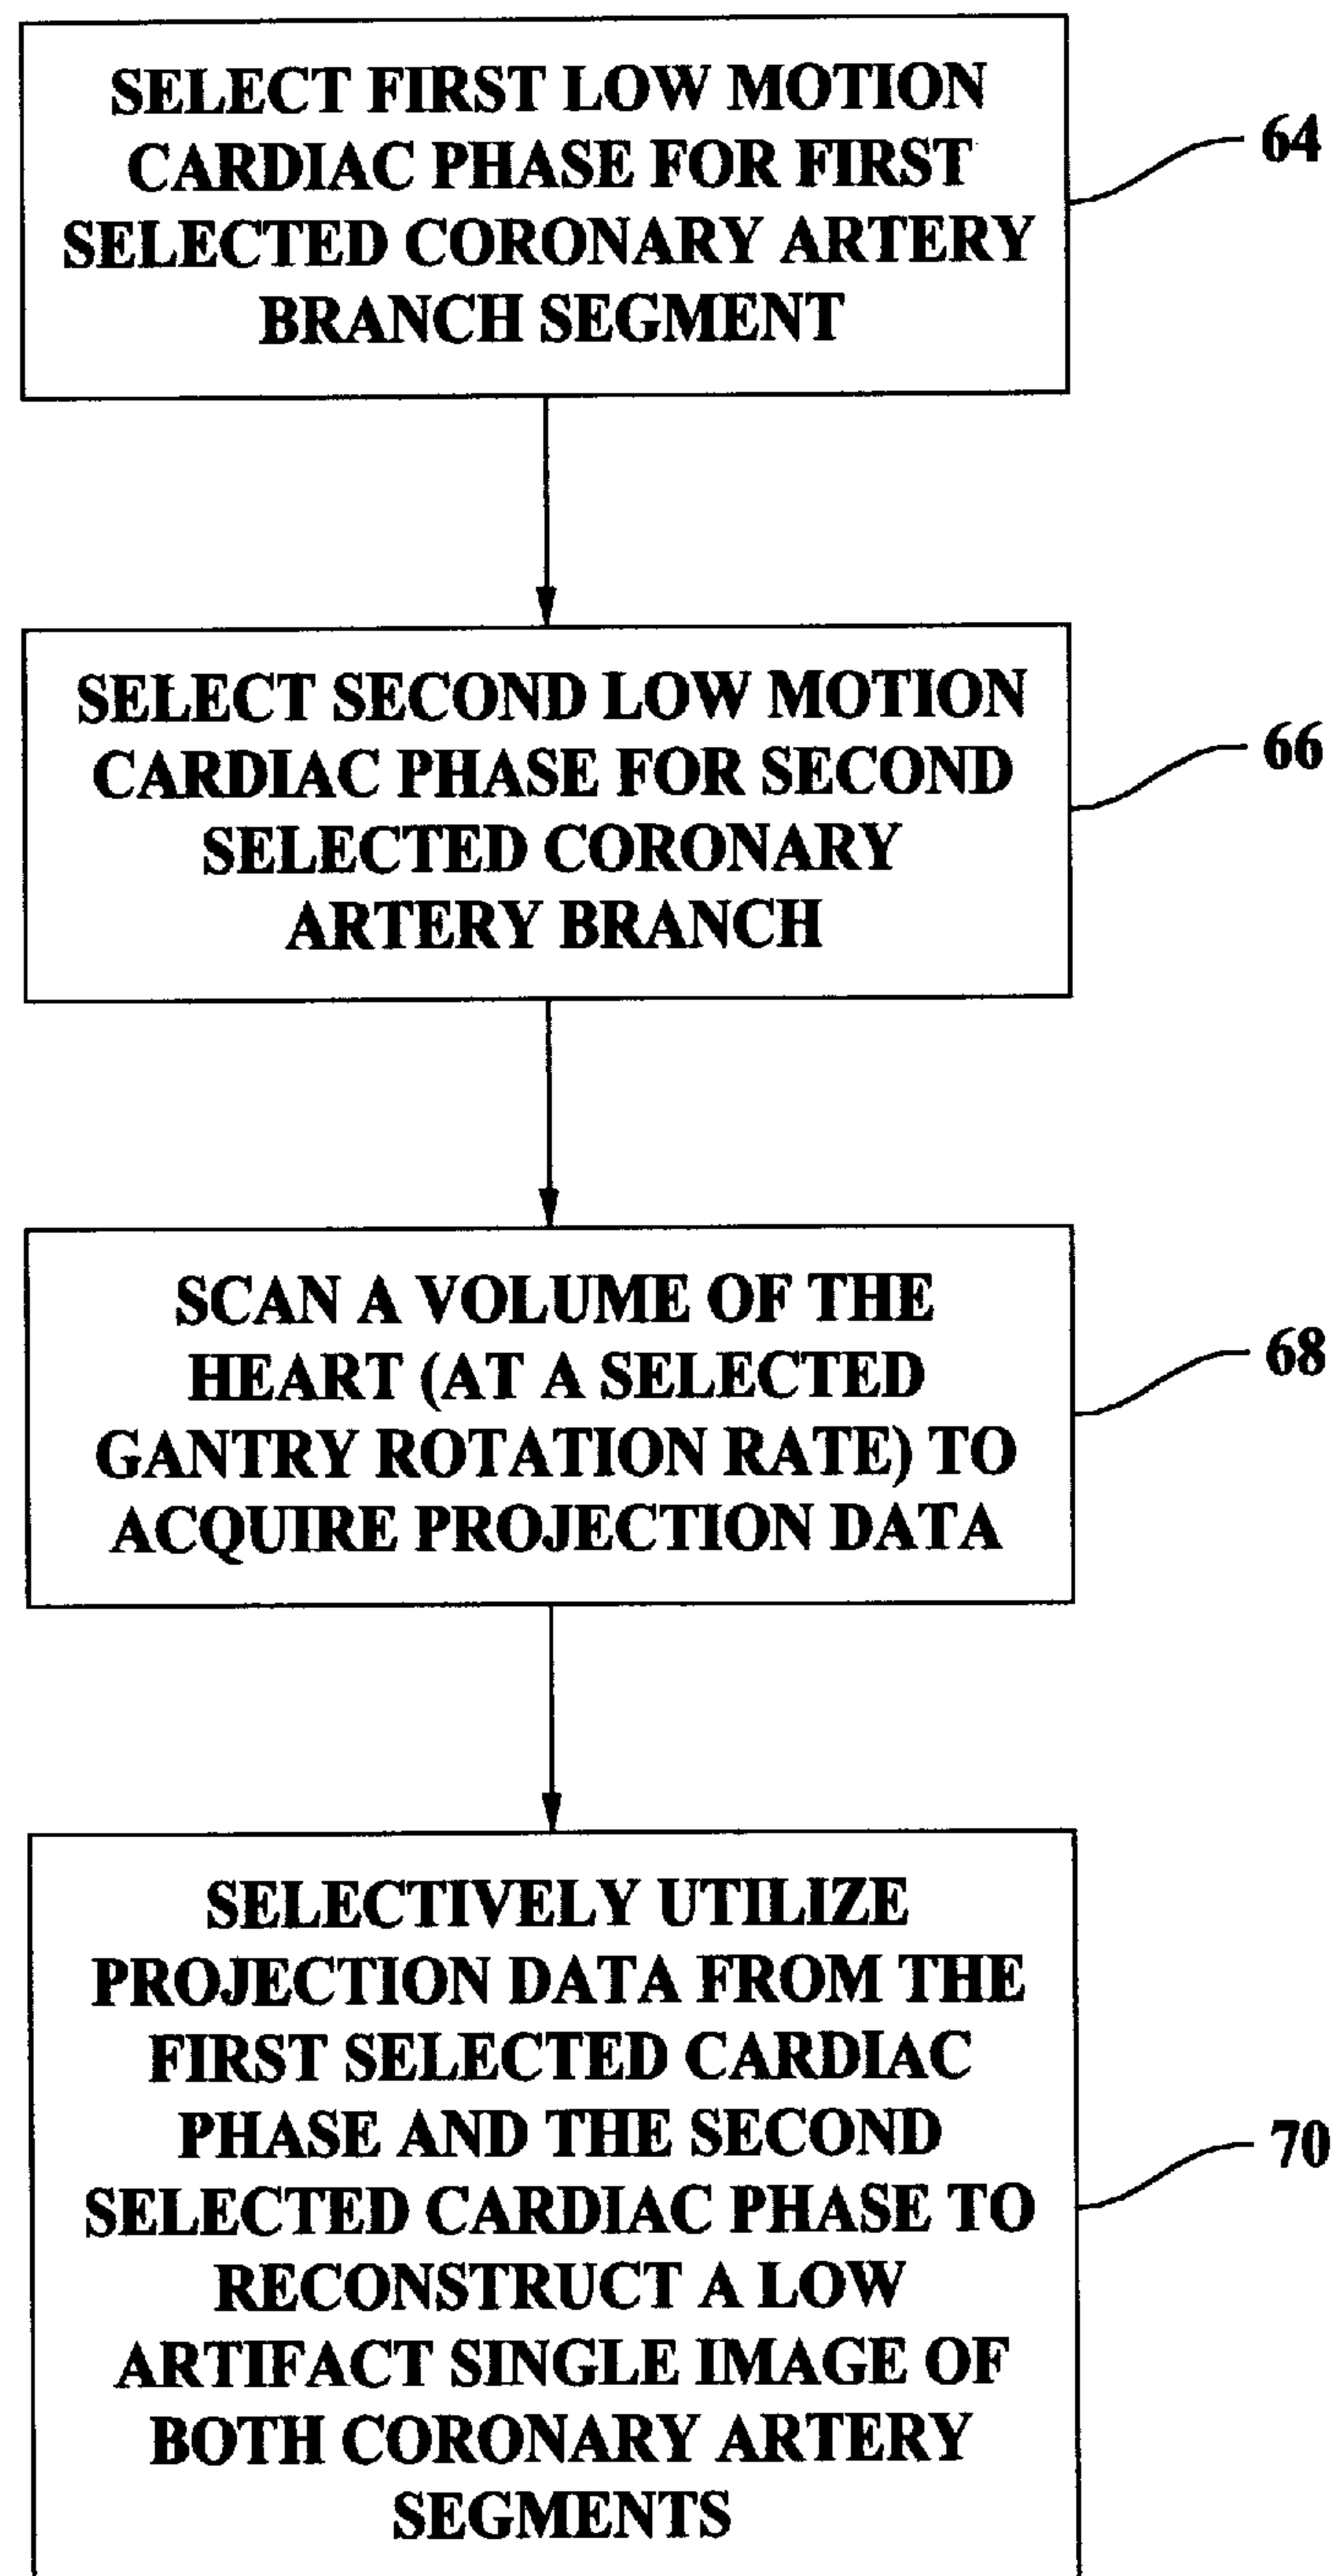 SELECT FIRST LOW MOTION
CARDIAC PHASE FOR FIRST
SELECTED CORONARY ARTERY
BRANCH SEGMENT
64
SELECT SECOND LOW MOTION
CARDIAC PHASE FOR SECOND
SELECTED CORONARY
ARTERY BRANCH
66
SCAN A VOLUME OF THE
HEART (AT A SELECTED
GANTRY ROTATION RATE) TO
ACQUIRE PROJECTION DATA
68
SELECTIVELY UTILIZE
PROJECTION DATA FROM THE
FIRST SELECTED CARDIAC
PHASE AND THE SECOND
SELECTED CARDIAC PHASE TO
RECONSTRUCT A LOW
ARTIFACT SINGLE IMAGE OF
BOTH CORONARY ARTERY
SEGMENTS
70